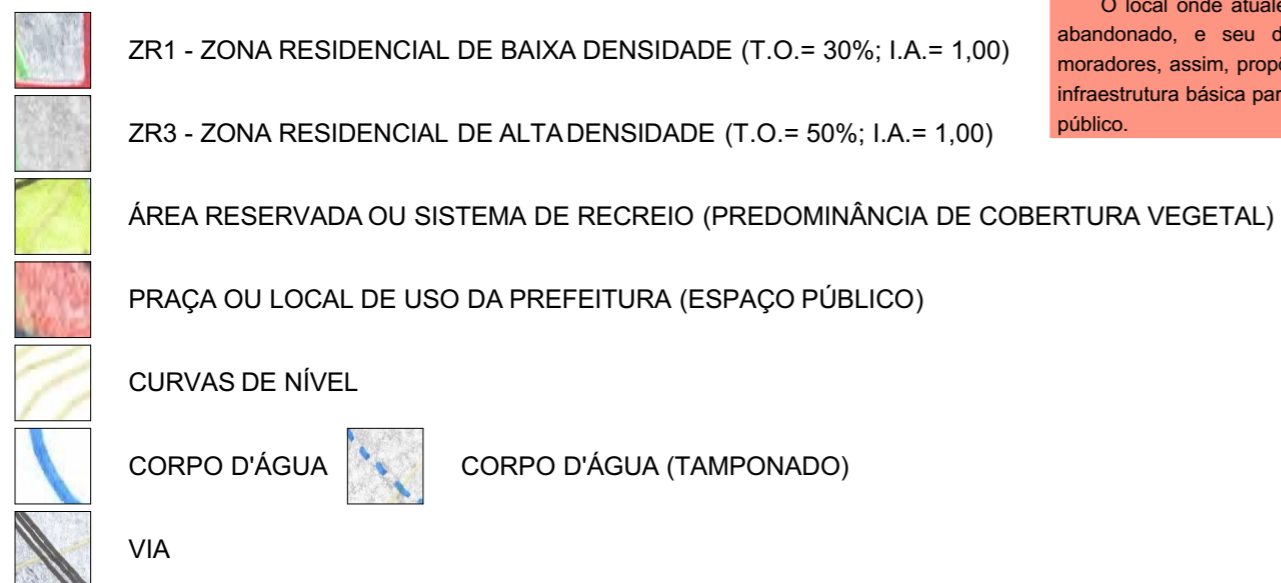 ZR1 - ZONA RESIDENCIAL DE BAIXA DENSIDADE (T.O.= 30%; I.A.= 1,00)
ZR3 - ZONA RESIDENCIAL DE ALTA DENSIDADE (T.O.= 50%; I.A.= 1,00)
ÁREA RESERVADA OU SISTEMA DE RECREIO (PREDOMINÂNCIA DE COBERTURA VEGETAL)
PRAÇA OU LOCAL DE USO DA PREFEITURA (ESPAÇO PÚBLICO)
CURVAS DE NÍVEL
CORPO D'ÁGUA
CORPO D'ÁGUA (TAMPONADO)
VIA
O local onde
abandonado, e seu
moradores, assim,
infraestrutura básica
público.